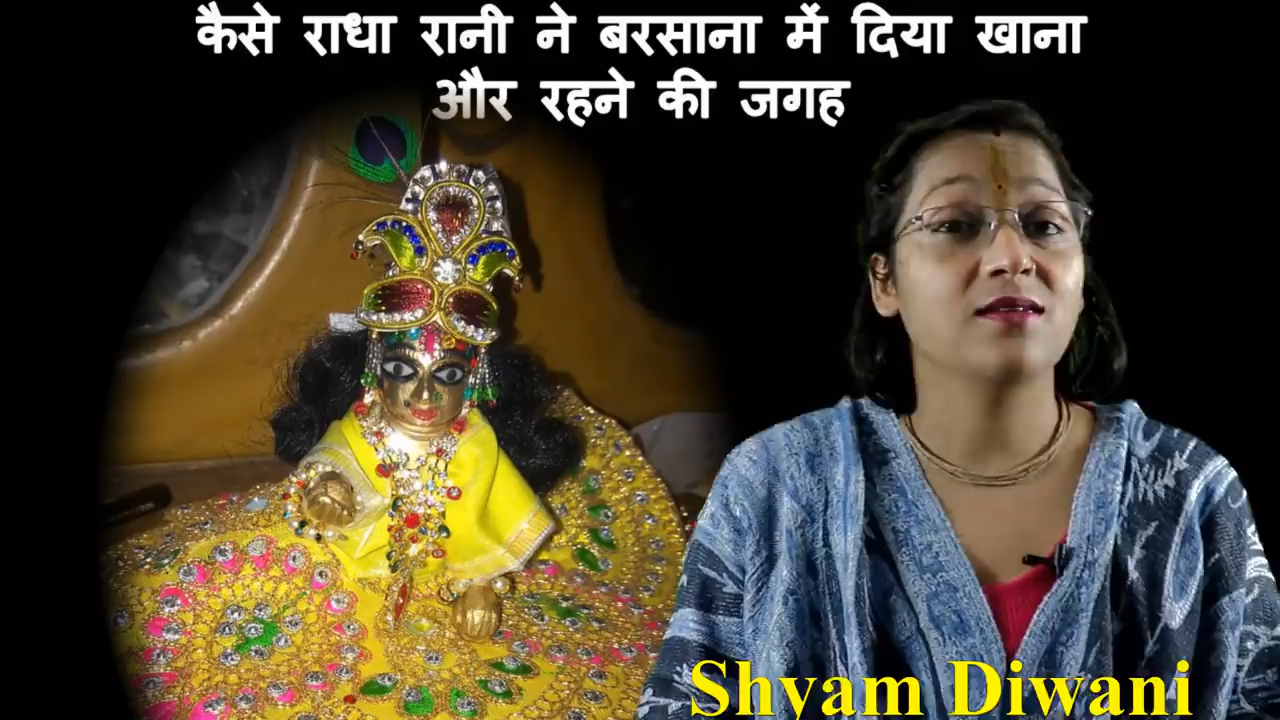 कैसे राधा रानी ने बरसाना में दिया खाना
और रहने की जगह
Shyam Diwani